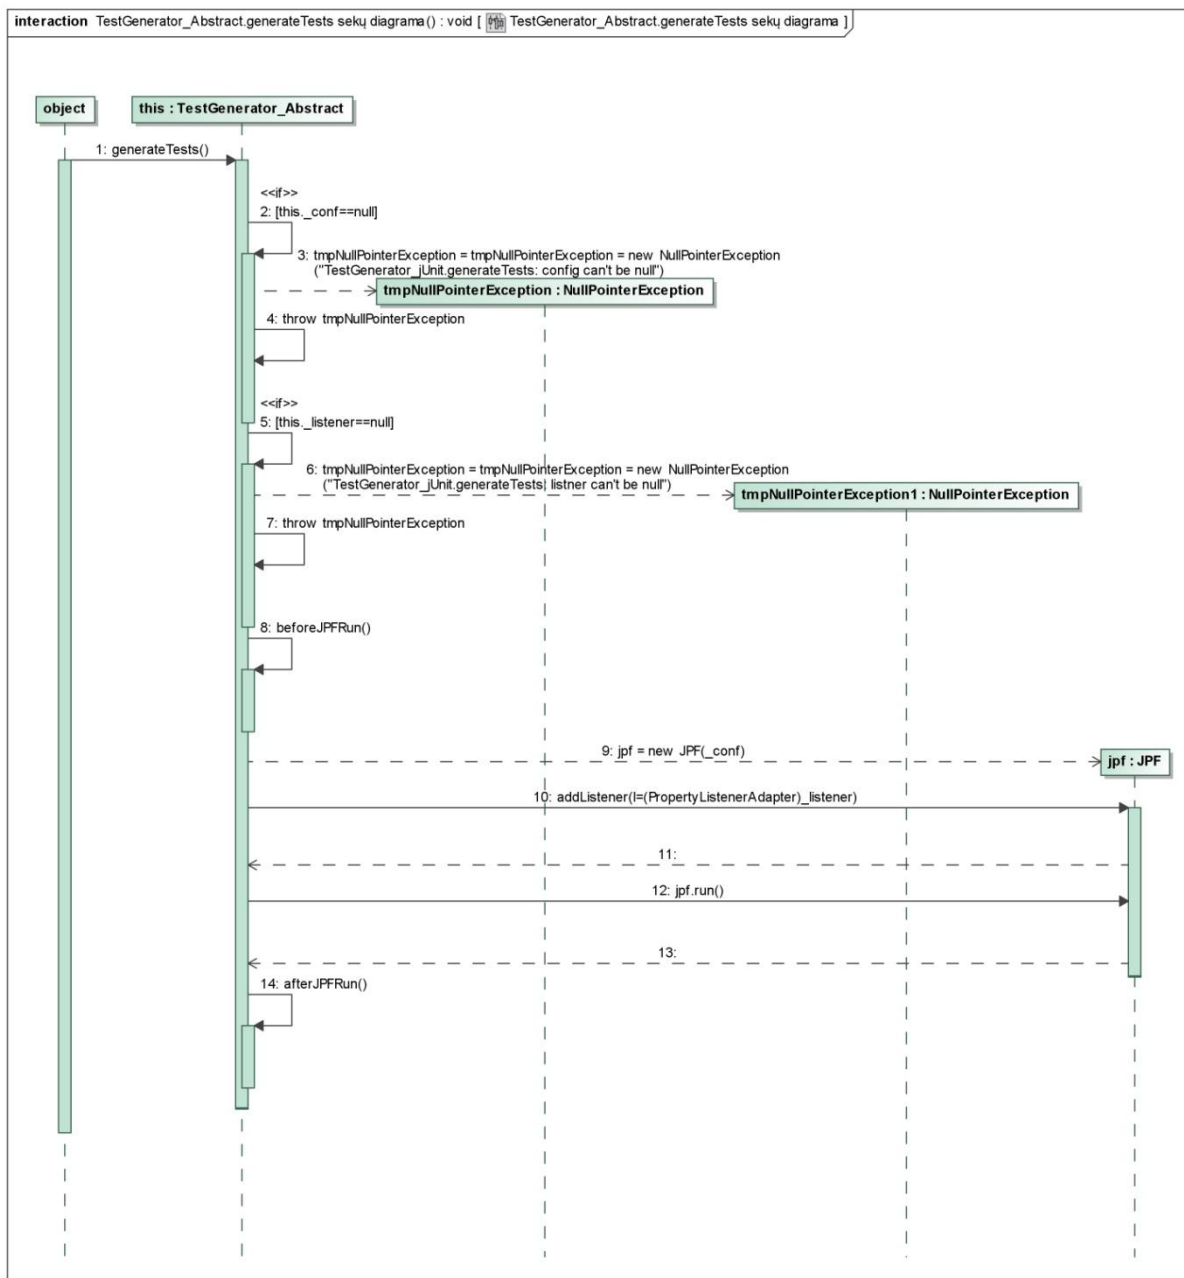 interaction TestGenerator_Abstract.generateTests sekų diagrama() : void [ TestGenerator_Abstract.generateTests sekų diagrama ]
object
this : TestGenerator_Abstract
1: generateTests()
<<if>>
2: [this._conf==null]
3: tmpNullPointerException = tmpNullPointerException = new NullPointerException
("TestGenerator_jUnit.generateTests: config can't be null")
tmpNullPointerException : NullPointerException
4: throw tmpNullPointerException
<<if>>
5: [this._listener==null]
6: tmpNullPointerException = tmpNullPointerException = new NullPointerException
("TestGenerator_jUnit.generateTests: listner can't be null")
tmpNullPointerException1 : NullPointerException
7: throw tmpNullPointerException
8: beforeJPFRun()
9: jpf = new JPF(_conf)
jpf : JPF
10: addListener(l=(PropertyListenerAdapter)_listener)
11:
12: jpf.run()
13:
14: afterJPFRun()